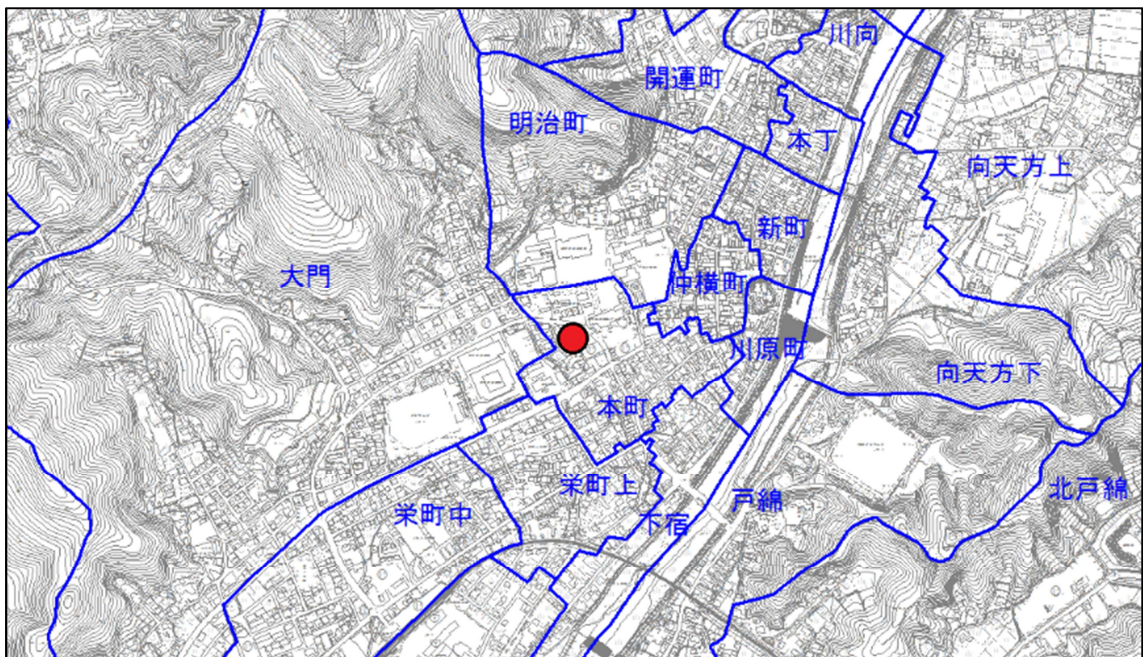 川向
開運町
明治町
本丁
向天方上
新町
大門
仲横町
川原町
向天方下
本町
栄町上
北戸綿
戸綿
栄町中
下宿